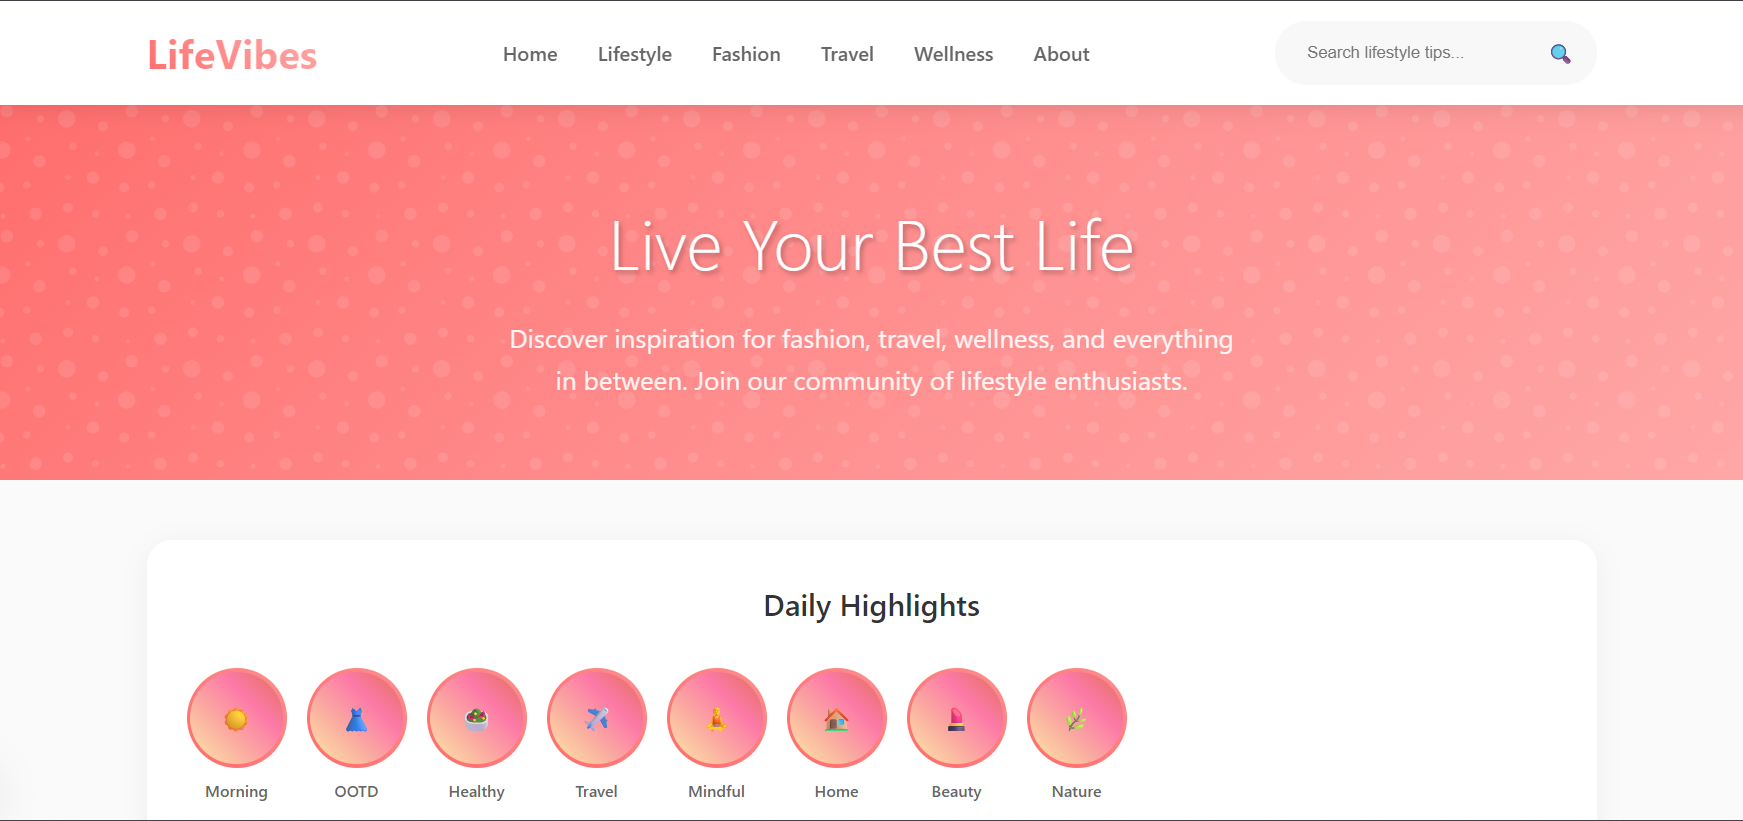 LifeVibes
Home Lifestyle Fashion Travel Wellness About
Search lifestyle tips...
Live Your Best Life
Discover inspiration for fashion, travel, wellness, and everything
in between. Join our community of lifestyle enthusiasts.
Daily Highlights
Morning OOTD Healthy Travel Mindful Home Beauty Nature